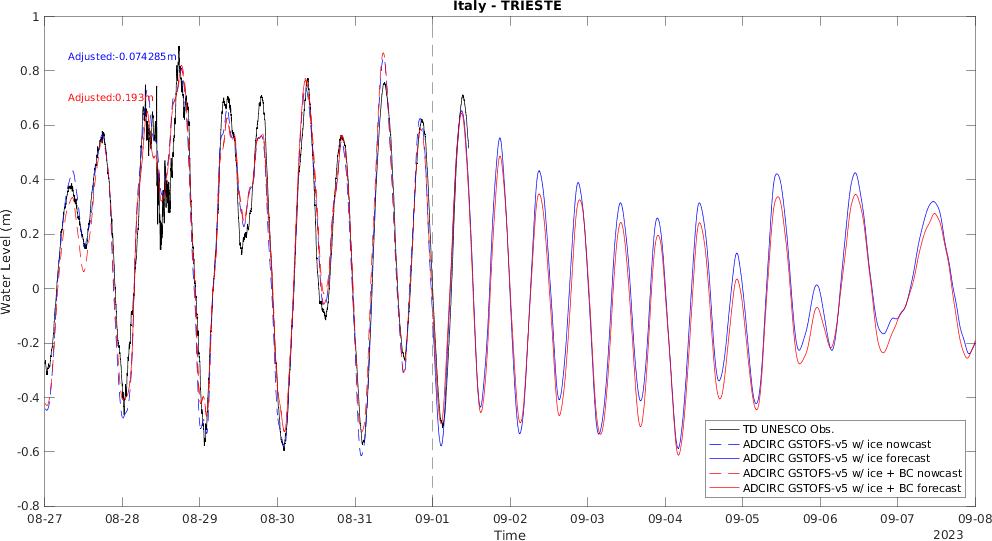 Italy - TRIESTE
Adjusted:-0.074285m
Adjusted:0.193m
Water Level (m)
1
0.8
0.6
0.4
0.2
0
-0.2
-0.4
-0.6
-0.8
TD UNESCO Obs.
ADCIRC GSTOFS-v5 w/ ice nowcast
ADCIRC GSTOFS-v5 w/ ice forecast
ADCIRC GSTOFS-v5 w/ ice + BC nowcast
ADCIRC GSTOFS-v5 w/ ice + BC forecast
08-27 08-28 08-29 08-30 08-31 09-01 09-02 09-03 09-04 09-05 09-06 09-07 09-08
Time
2023